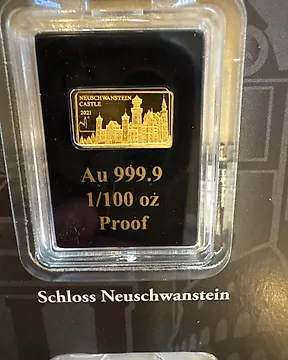 NEUSCHWANSTEIN
CASTLE
2021
Au 999.9
1/100 oz
Proof
Schloss Neuschwanstein